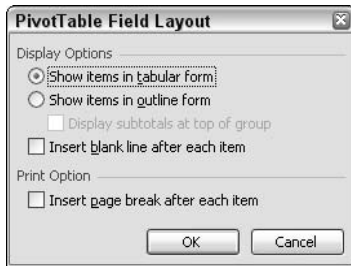 PivotTable Field Layout
Display Options
Show items in tabular form
Show items in outline form
Display subtotals at top of group
Insert blank line after each item
Print Option
Insert page break after each item
OK Cancel